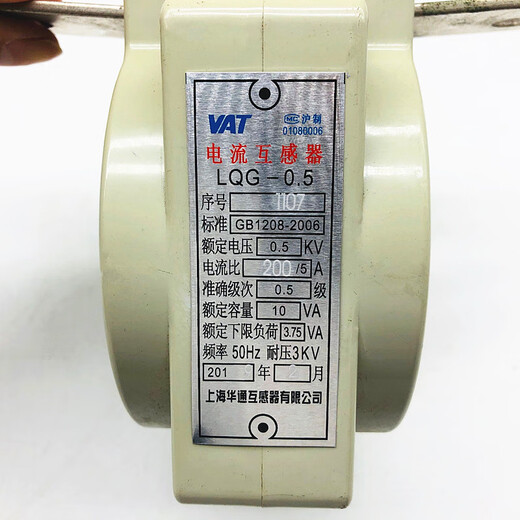 VAT MC 沪制
01080006
电流互感器
LQG-0.5
序号 1107
标准 GB1208-2006
额定电压 0.5 KV
电流比 200/5 A
准确级次 0.5 级
额定容量 10 VA
额定下限负荷 3.75 VA
频率 50Hz 耐压3KV
201 年 2 月
上海华通互感器有限公司